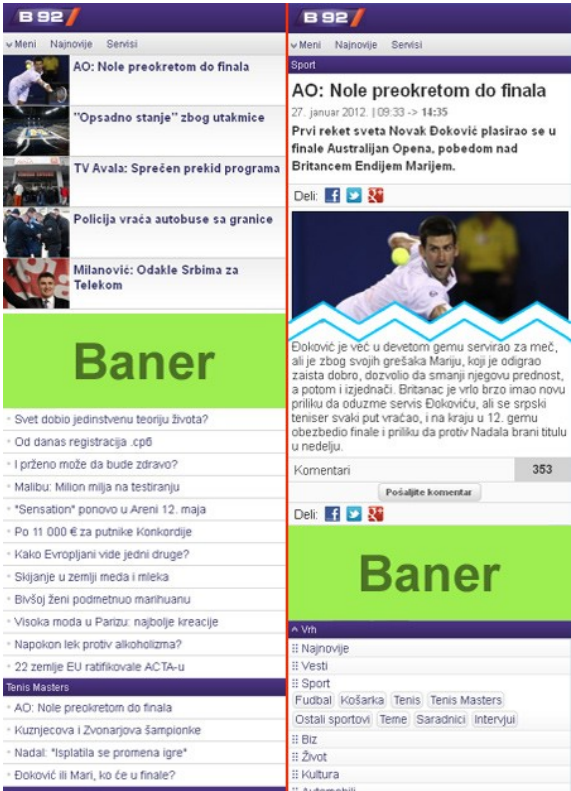 B92
Meni Najnovije Servisi
AO: Nole preokretom do finala
"Opsadno stanje" zbog utakmice
TV Avala: Sprečen prekid programa
Policija vraća autobuse sa granice
Milanović: Odakle Srbima za
Telekom
Baner
Svet dobio jedinstvenu teoriju života?
Od danas registracija .срб
I prženo može da bude zdravo?
Malibu: Milion milja na testiranju
"Sensation" ponovo u Areni 12. maja
Po 11 000 € za putnike Konkordije
Kako Evropljani vide jedni druge?
Skijanje u zemlji meda i mleka
Bivšoj ženi podmetnuo marihuanu
Visoka moda u Parizu: najbolje kreacije
Napokon lek protiv alkoholizma?
22 zemlje EU ratifikovale ACTA-u
Tenis Masters
AO: Nole preokretom do finala
Kuznjecova i Zvonarjova šampionke
Nadal: "Isplatila se promena igre"
Đoković ili Mari, ko će u finale?
B92
Meni Najnovije Servisi
Sport
AO: Nole preokretom do finala
27. januar 2012. | 09:33 -> 14:35
Prvi reket sveta Novak Đoković plasirao se u
finale Australijan Opena, pobedom nad
Britancem Endijem Marijem.
Deli:
Đoković je već u devetom gemu servirao za meč,
ali je zbog svojih grešaka Mariju, koji je odigrao
zaista dobro, dozvolio da smanji njegovu prednost,
a potom i izjednači. Britanac je vrlo brzo imao novu
priliku da oduzme servis Đokoviću, ali se srpski
teniser svaki put vraćao, i na kraju u 12. gemu
obezbedio finale i priliku da protiv Nadala brani titulu
u nedelju.
Komentari 353
Pošaljite komentar
Deli:
Baner
Vrh
Najnovije
Vesti
Sport
Fudbal Košarka Tenis Tenis Masters
Ostali sportovi Teme Saradnici Intervjui
Biz
Život
Kultura
Automobili